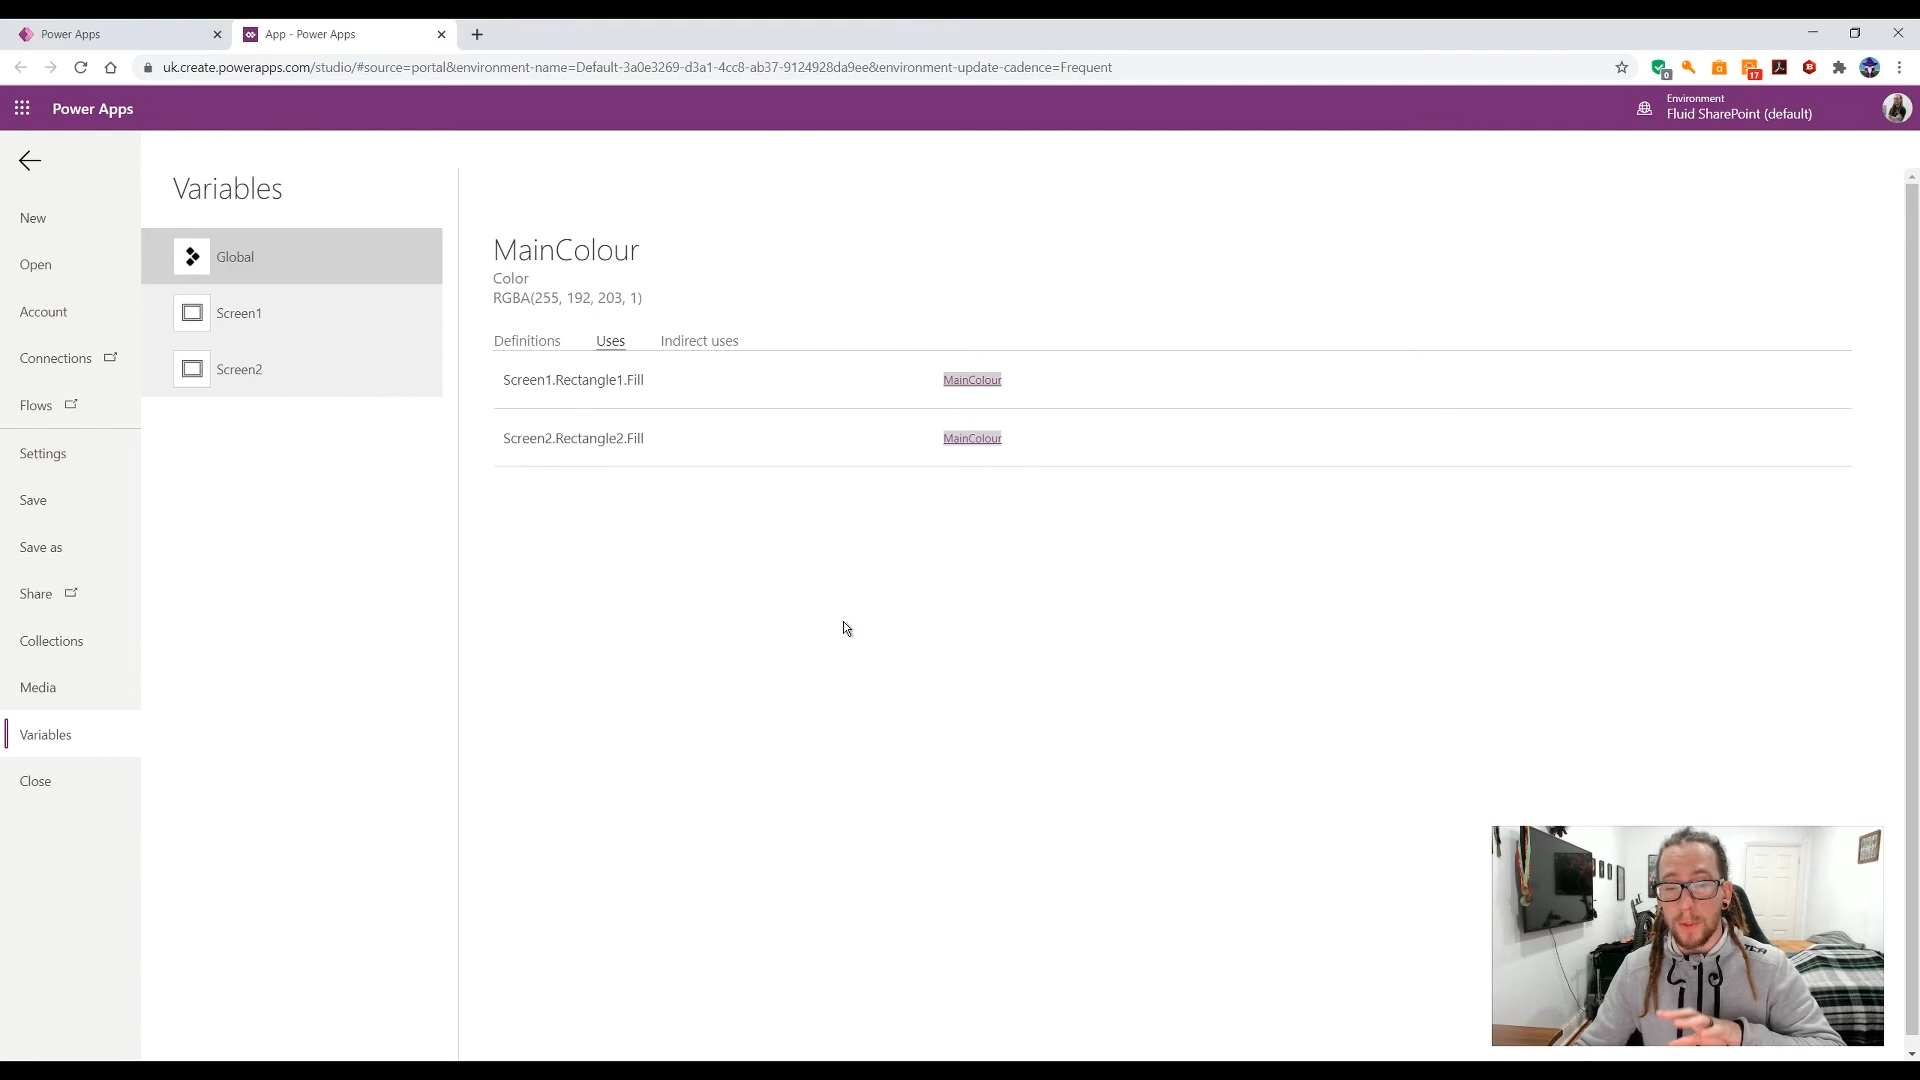 Power Apps
App - Power Apps
uk.create.powerapps.com/studio/#source=portal&environment-name=Default-3a0e3269-d3a1-4cc8-ab37-9124928da9ee&environment-update-cadence=Frequent
0
17
Power Apps
Environment
Fluid SharePoint (default)
New
Open
Account
Connections
Flows
Settings
Save
Save as
Share
Collections
Media
Variables
Close
Variables
Global
Screen1
Screen2
MainColour
Color
RGBA(255, 192, 203, 1)
Definitions Uses Indirect uses
Screen1.Rectangle1.Fill MainColour
Screen2.Rectangle2.Fill MainColour